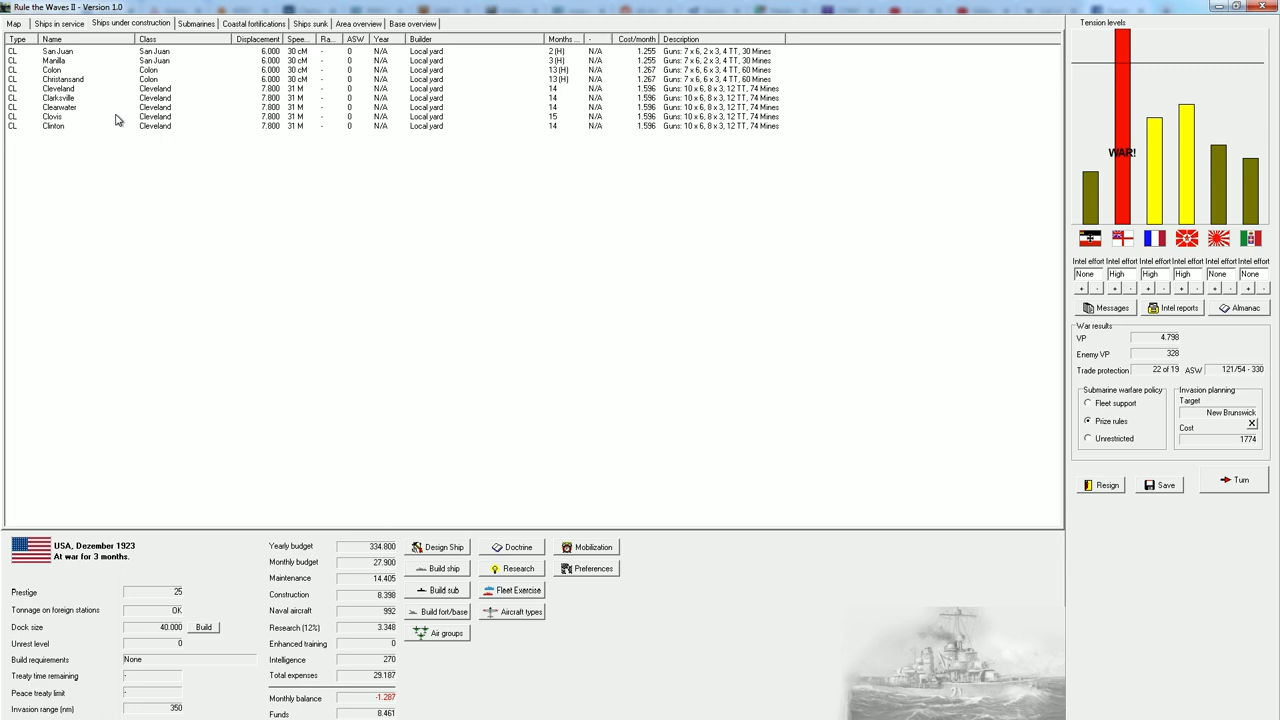 Rule the Waves II - Version 1.0
Map Ships in service Ships under construction Submarines Coastal fortifications Ships sunk Area overview Base overview
Type Name Class Displacement Spee... Ra... ASW Year Builder Months ... - Cost/month Description
CL San Juan San Juan 6.000 30 cM - 0 N/A Local yard 2 (H) N/A 1.255 Guns: 7 x 6, 2 x 3, 4 TT, 30 Mines
CL Manilla San Juan 6.000 30 cM - 0 N/A Local yard 3 (H) N/A 1.255 Guns: 7 x 6, 2 x 3, 4 TT, 30 Mines
CL Colon Colon 6.000 30 cM - 0 N/A Local yard 13 (H) N/A 1.267 Guns: 7 x 6, 6 x 3, 4 TT, 60 Mines
CL Christansand Colon 6.000 30 cM - 0 N/A Local yard 13 (H) N/A 1.267 Guns: 7 x 6, 6 x 3, 4 TT, 60 Mines
CL Cleveland Cleveland 7.800 31 M - 0 N/A Local yard 14 N/A 1.596 Guns: 10 x 6, 8 x 3, 12 TT, 74 Mines
CL Clarksville Cleveland 7.800 31 M - 0 N/A Local yard 14 N/A 1.596 Guns: 10 x 6, 8 x 3, 12 TT, 74 Mines
CL Clearwater Cleveland 7.800 31 M - 0 N/A Local yard 14 N/A 1.596 Guns: 10 x 6, 8 x 3, 12 TT, 74 Mines
CL Clovis Cleveland 7.800 31 M - 0 N/A Local yard 15 N/A 1.596 Guns: 10 x 6, 8 x 3, 12 TT, 74 Mines
CL Clinton Cleveland 7.800 31 M - 0 N/A Local yard 14 N/A 1.596 Guns: 10 x 6, 8 x 3, 12 TT, 74 Mines
Tension levels
WAR!
Intel effort Intel effort Intel effort Intel effort Intel effort Intel effort
None High High High None None
+ - + - + - + - + - + -
Messages Intel reports Almanac
War results
VP 4.798
Enemy VP 328
Trade protection 22 of 19 ASW 121/54 - 330
Submarine warfare policy
Fleet support
Prize rules
Unrestricted
Invasion planning
Target
New Brunswick
Cost X
1774
Resign Save Turn
USA, Dezember 1923
At war for 3 months.
Prestige 25
Tonnage on foreign stations OK
Dock size 40.000 Build
Unrest level 0
Build requirements None
Treaty time remaining -
Peace treaty limit -
Invasion range (nm) 350
Yearly budget 334.800
Monthly budget 27.900
Maintenance 14.405
Construction 8.398
Naval aircraft 992
Research (12%) 3.348
Enhanced training 0
Intelligence 270
Total expenses 29.187
Monthly balance -1.287
Funds 8.461
Design Ship Doctrine Mobilization
Build ship Research Preferences
Build sub Fleet Exercise
Build fort/base Aircraft types
Air groups